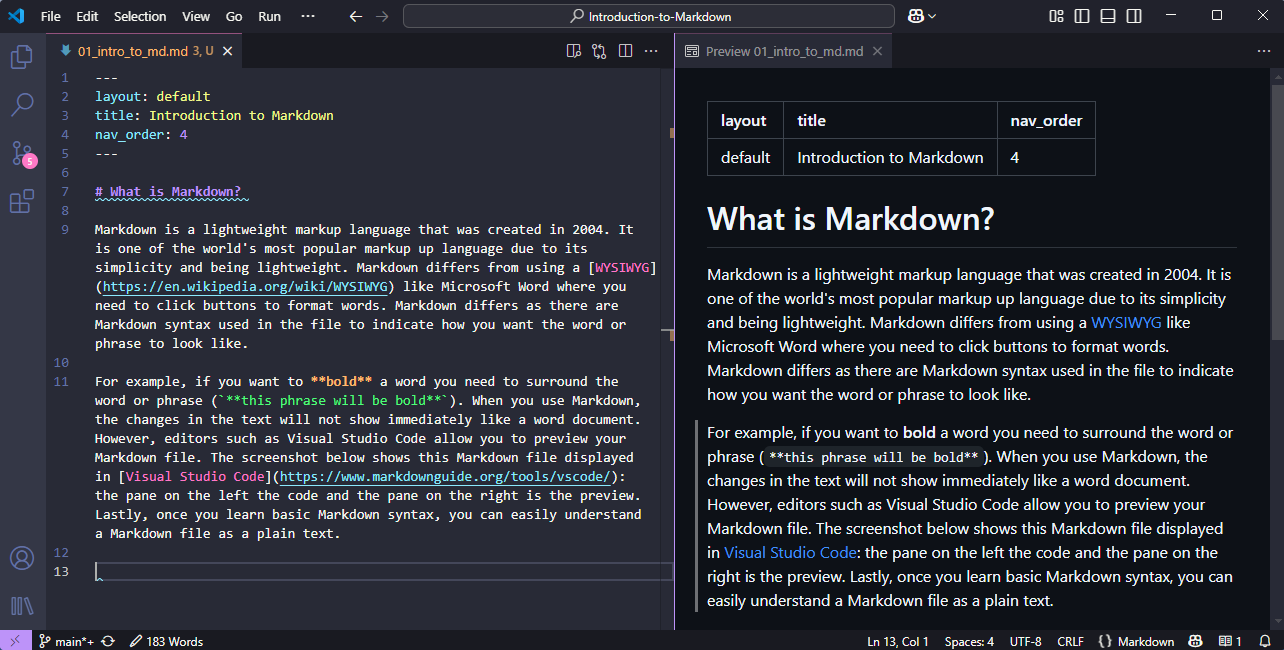 File Edit Selection View Go Run ··· Introduction-to-Markdown
01_intro_to_md.md 3, U
1 ---
2 layout: default
3 title: Introduction to Markdown
4 nav_order: 4
5 ---
6
7 # What is Markdown?
8
9 Markdown is a lightweight markup language that was created in 2004. It
is one of the world's most popular markup up language due to its
simplicity and being lightweight. Markdown differs from using a [WYSIWYG]
(https://en.wikipedia.org/wiki/WYSIWYG) like Microsoft Word where you
need to click buttons to format words. Markdown differs as there are
Markdown syntax used in the file to indicate how you want the word or
phrase to look like.
10
11 For example, if you want to **bold** a word you need to surround the
word or phrase (`**this phrase will be bold**`). When you use Markdown,
the changes in the text will not show immediately like a word document.
However, editors such as Visual Studio Code allow you to preview your
Markdown file. The screenshot below shows this Markdown file displayed
in [Visual Studio Code](https://www.markdownguide.org/tools/vscode/):
the pane on the left the code and the pane on the right is the preview.
Lastly, once you learn basic Markdown syntax, you can easily understand
a Markdown file as a plain text.
12
13
Preview 01_intro_to_md.md
layout title nav_order
default Introduction to Markdown 4
What is Markdown?
Markdown is a lightweight markup language that was created in 2004. It is
one of the world's most popular markup up language due to its simplicity
and being lightweight. Markdown differs from using a WYSIWYG like
Microsoft Word where you need to click buttons to format words.
Markdown differs as there are Markdown syntax used in the file to indicate
how you want the word or phrase to look like.
For example, if you want to bold a word you need to surround the word or
phrase ( **this phrase will be bold** ). When you use Markdown, the
changes in the text will not show immediately like a word document.
However, editors such as Visual Studio Code allow you to preview your
Markdown file. The screenshot below shows this Markdown file displayed
in Visual Studio Code: the pane on the left the code and the pane on the
right is the preview. Lastly, once you learn basic Markdown syntax, you can
easily understand a Markdown file as a plain text.
5
main*+ 183 Words Ln 13, Col 1 Spaces: 4 UTF-8 CRLF {} Markdown 1